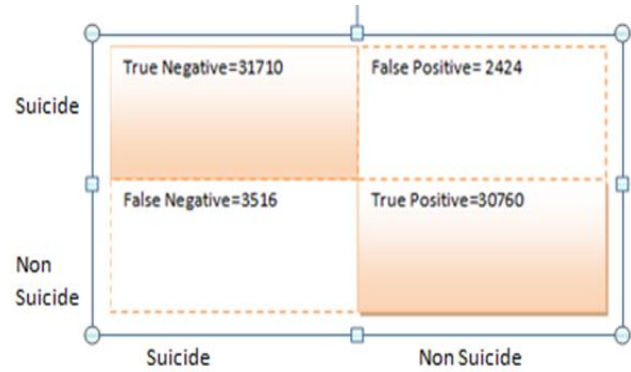 Suicide
True Negative=31710
False Positive= 2424
False Negative=3516
True Positive=30760
Non
Suicide
Suicide
Non Suicide